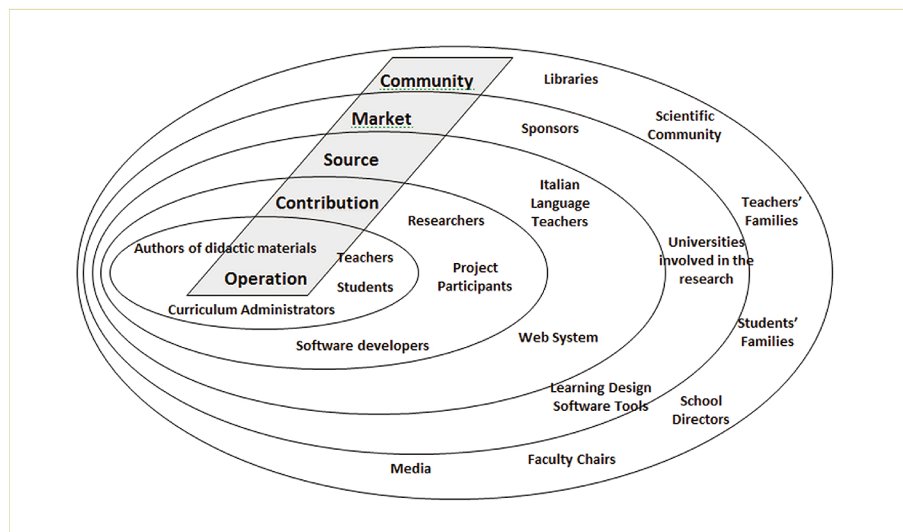 Community
Libraries
Market
Scientific
Community
Sponsors
Source
Italian
Language
Teachers
Contribution
Teachers’
Families
Researchers
Authors of didactic materials
Universities
involved in the
research
Teachers
Operation
Students
Project
Participants
Curriculum Administrators
Students’
Families
Software developers
Web System
Learning Design
Software Tools
School
Directors
Media
Faculty Chairs